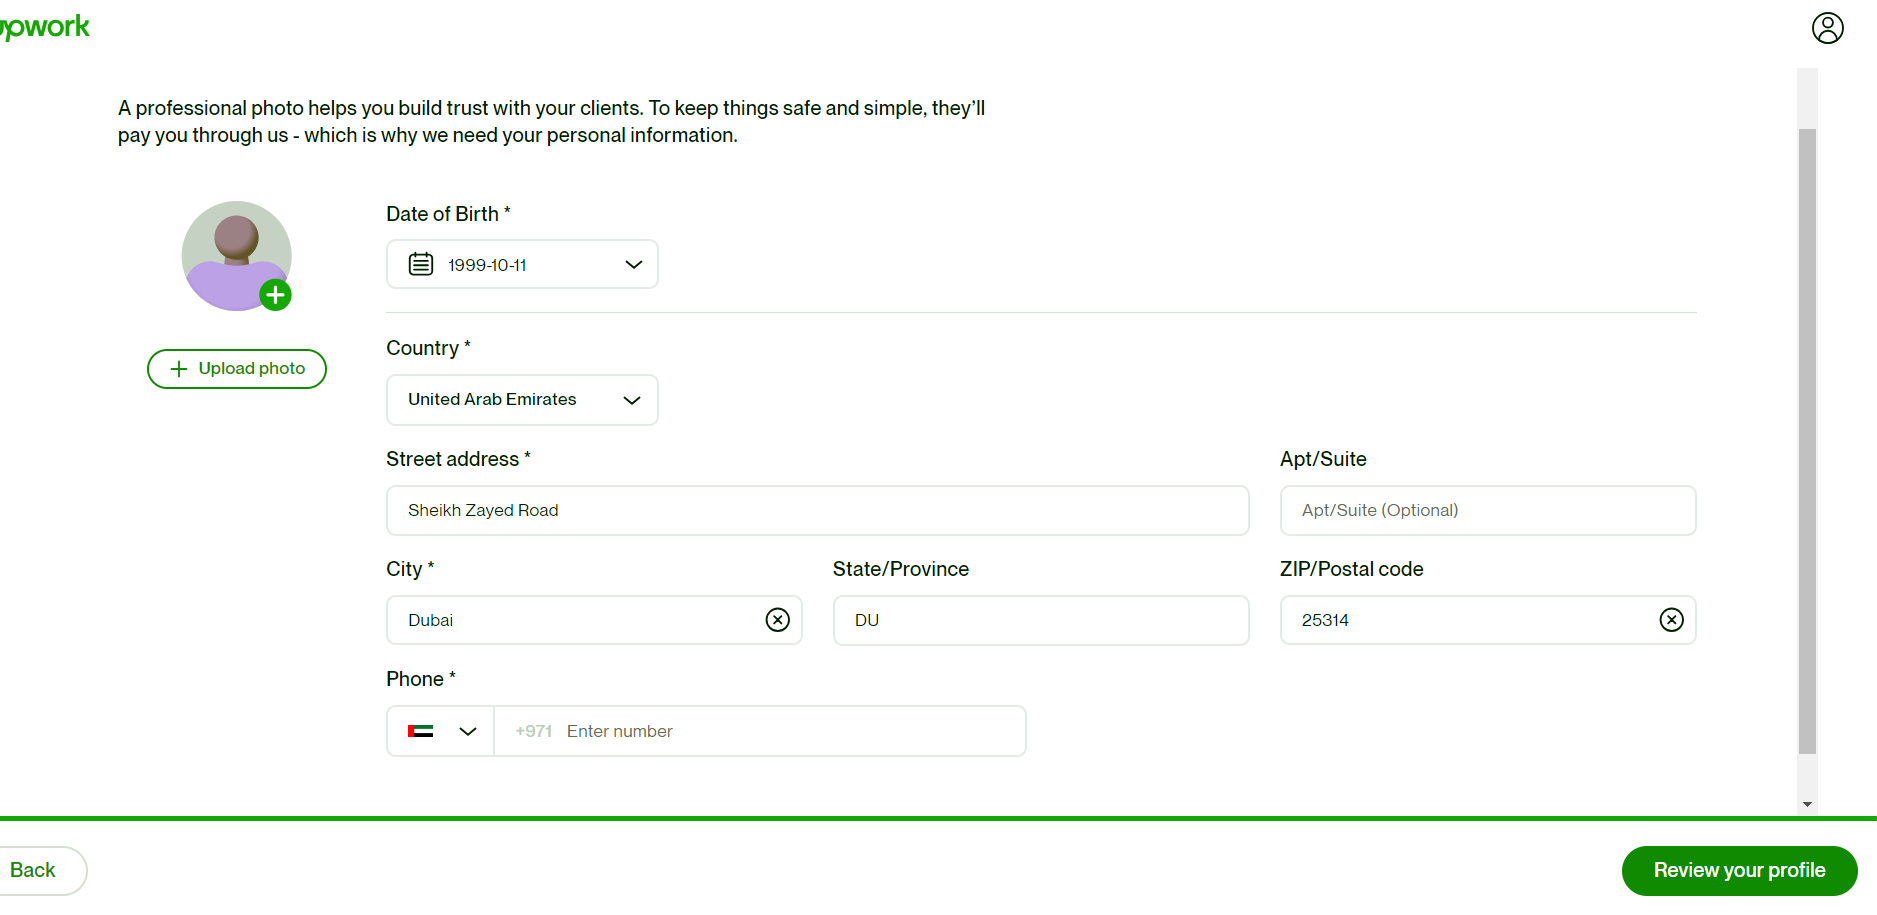 upwork
A professional photo helps you build trust with your clients. To keep things safe and simple, they'll
pay you through us - which is why we need your personal information.
Date of Birth *
1999-10-11
Upload photo
Country *
United Arab Emirates
Street address *
Apt/Suite
Sheikh Zayed Road
Apt/Suite (Optional)
City *
State/Province
ZIP/Postal code
Dubai
DU
25314
Phone *
+971 Enter number
Back
Review your profile